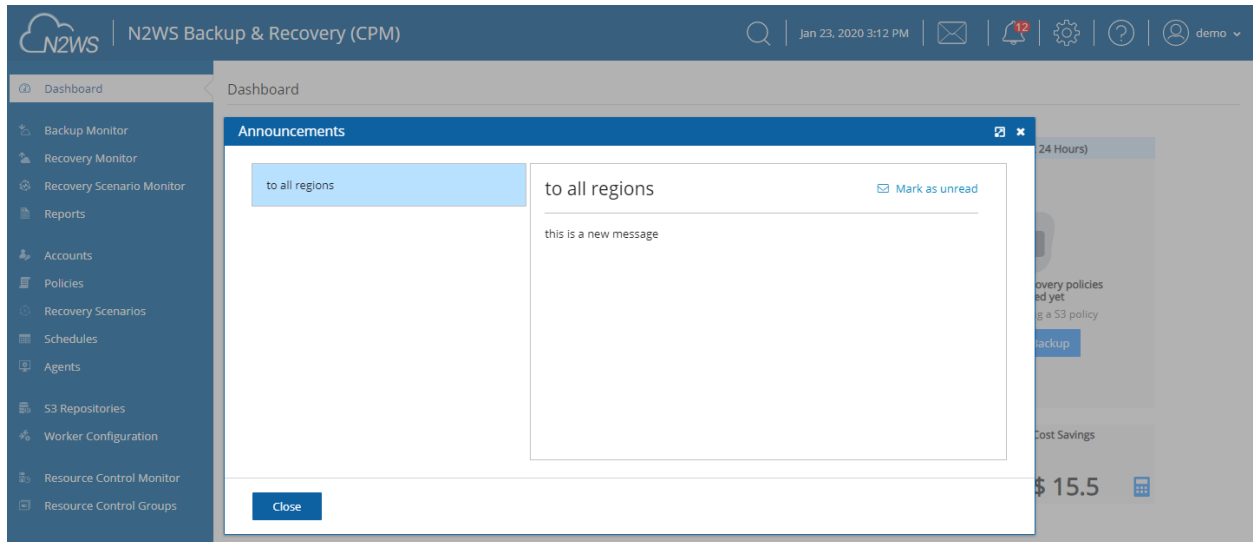 N2WS
N2WS Backup & Recovery (CPM)
Jan 23, 2020 3:12 PM
12
demo
Dashboard
Backup Monitor
Recovery Monitor
Recovery Scenario Monitor
Reports
Accounts
Policies
Recovery Scenarios
Schedules
Agents
S3 Repositories
Worker Configuration
Resource Control Monitor
Resource Control Groups
Dashboard
Announcements
to all regions
to all regions
Mark as unread
this is a new message
Close
24 Hours)
policies
yet
a S3 policy
Cost Savings
$ 15.5